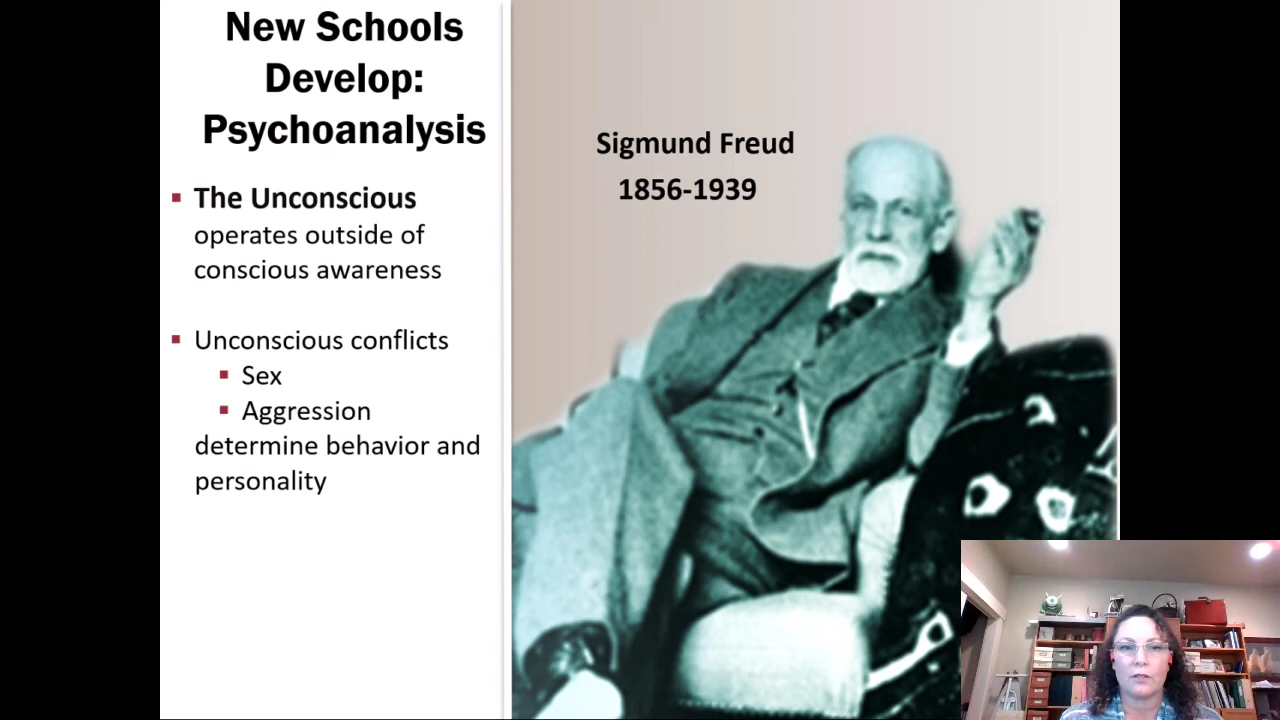 New Schools
Develop:
Psychoanalysis
▪ The Unconscious
operates outside of
conscious awareness
▪ Unconscious conflicts
▪ Sex
▪ Aggression
determine behavior and
personality
Sigmund Freud
1856-1939